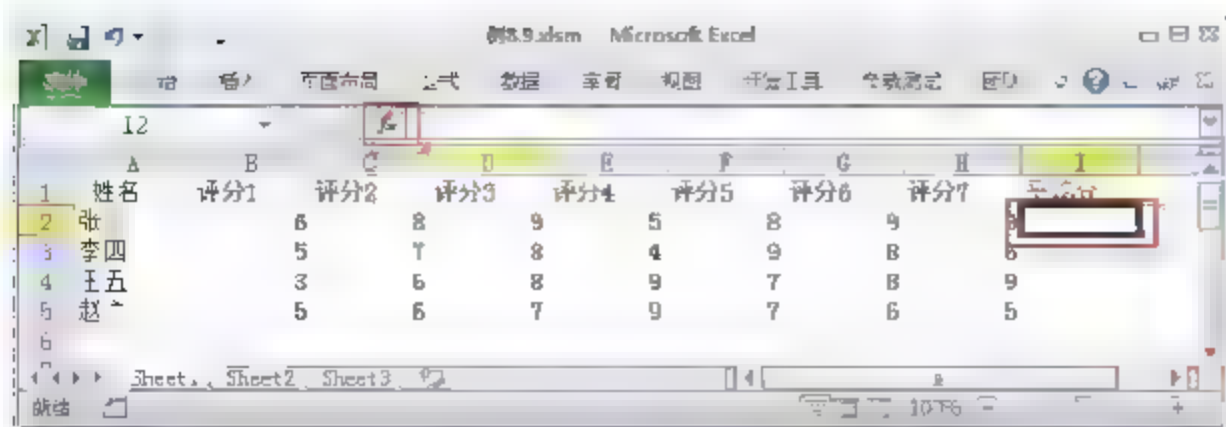 例8.9.xlsm Microsoft Excel
插入 页面布局 公式 数据 审阅 视图 开发工具
I2
A B C D E F G H I
1 姓名 评分1 评分2 评分3 评分4 评分5 评分6 评分7
2 张 6 8 9 5 8 9
3 李四 5 7 8 4 9 8 6
4 王五 3 6 8 9 7 8 9
5 赵 5 6 7 9 7 6 5
6
Sheet2 Sheet3
就绪